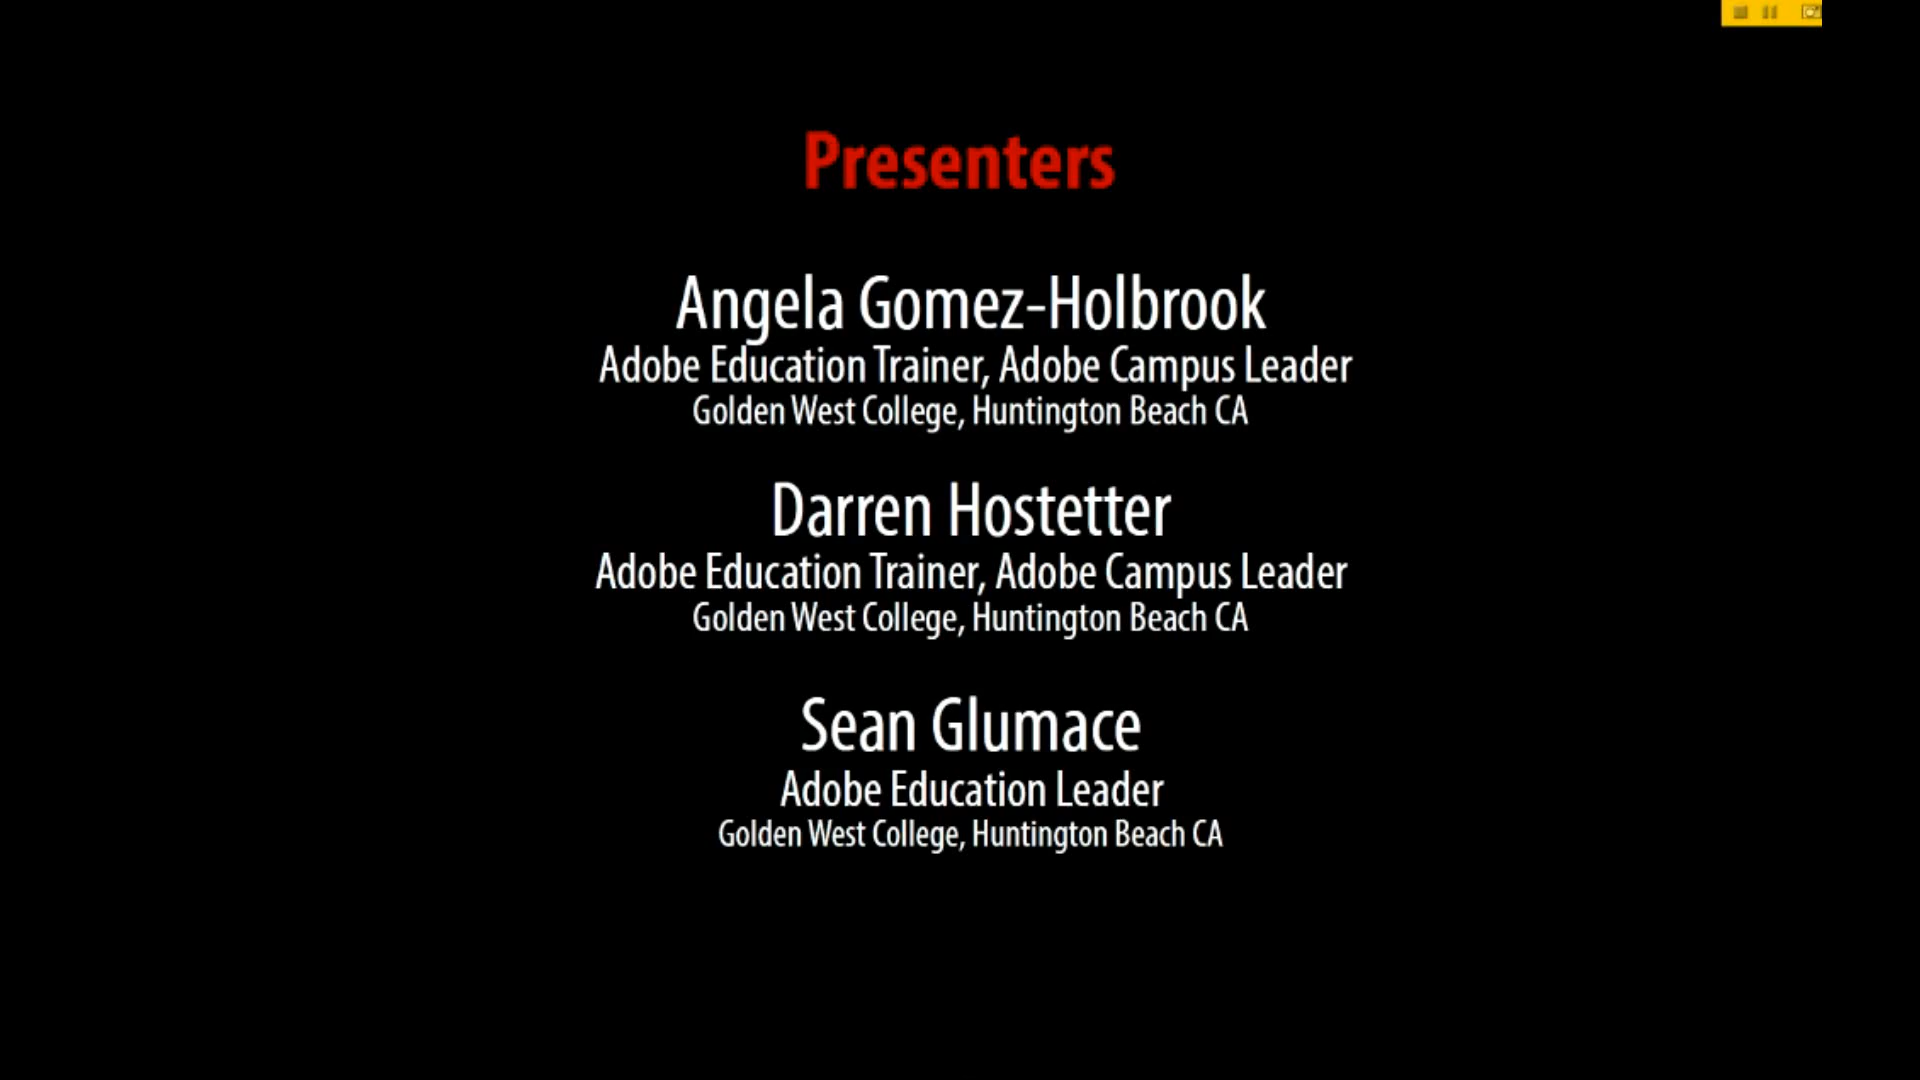 Presenters
Angela Gomez-Holbrook
Adobe Education Trainer, Adobe Campus Leader
Golden West College, Huntington Beach CA
Darren Hostetter
Adobe Education Trainer, Adobe Campus Leader
Golden West College, Huntington Beach CA
Sean Glumace
Adobe Education Leader
Golden West College, Huntington Beach CA